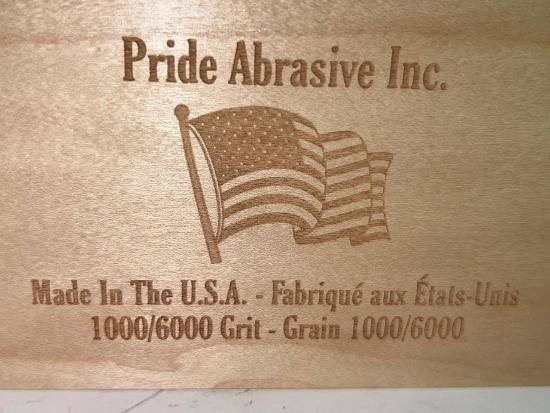 Pride Abrasive Inc.
Made In The U.S.A. - Fabriqué aux États-Unis
1000/6000 Grit - Grain 1000/6000